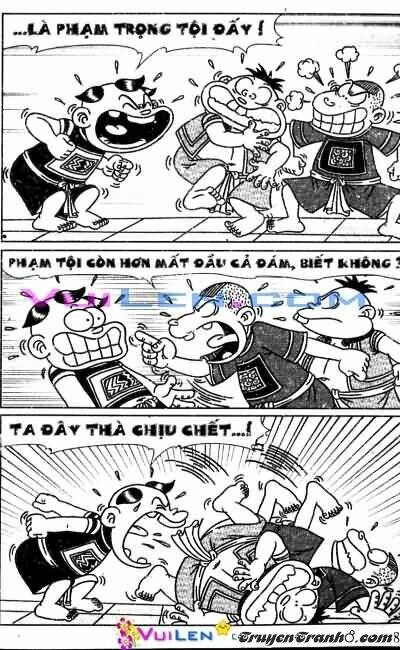 ...LÀ PHẠM TRỌNG TỘI ĐẤY !
PHẠM TỘI CÒN HƠN MẤT ĐẦU CẢ ĐÁM, BIẾT KHÔNG ?
VUILEN.COM
TA ĐÂY THÀ CHỊU CHẾT...!
VUILEN
TruyenTranh8.com